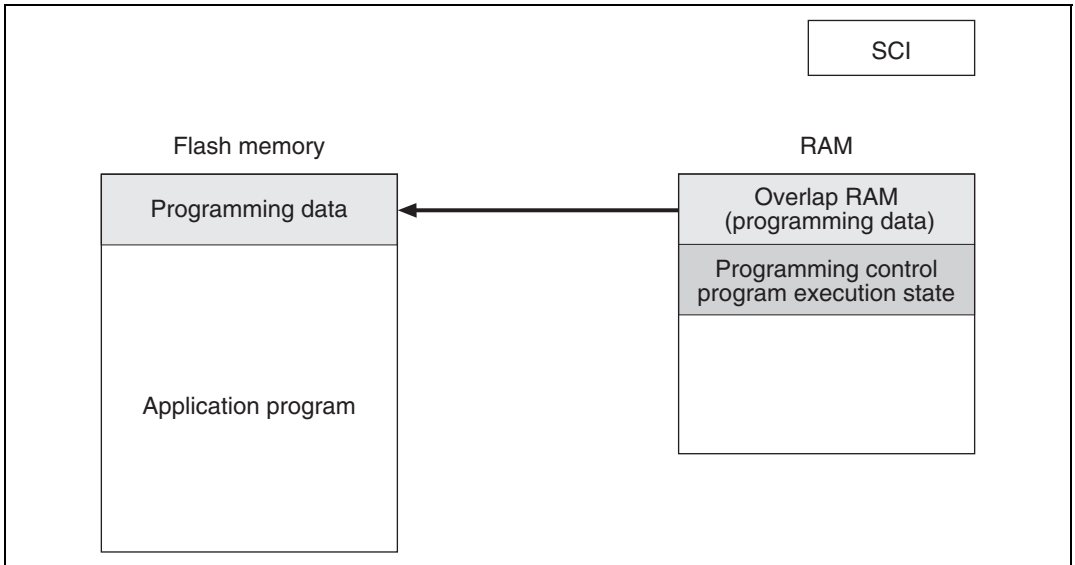 SCI
Flash memory
RAM
Programming data
Overlap RAM
(programming data)
Programming control
program execution state
Application program